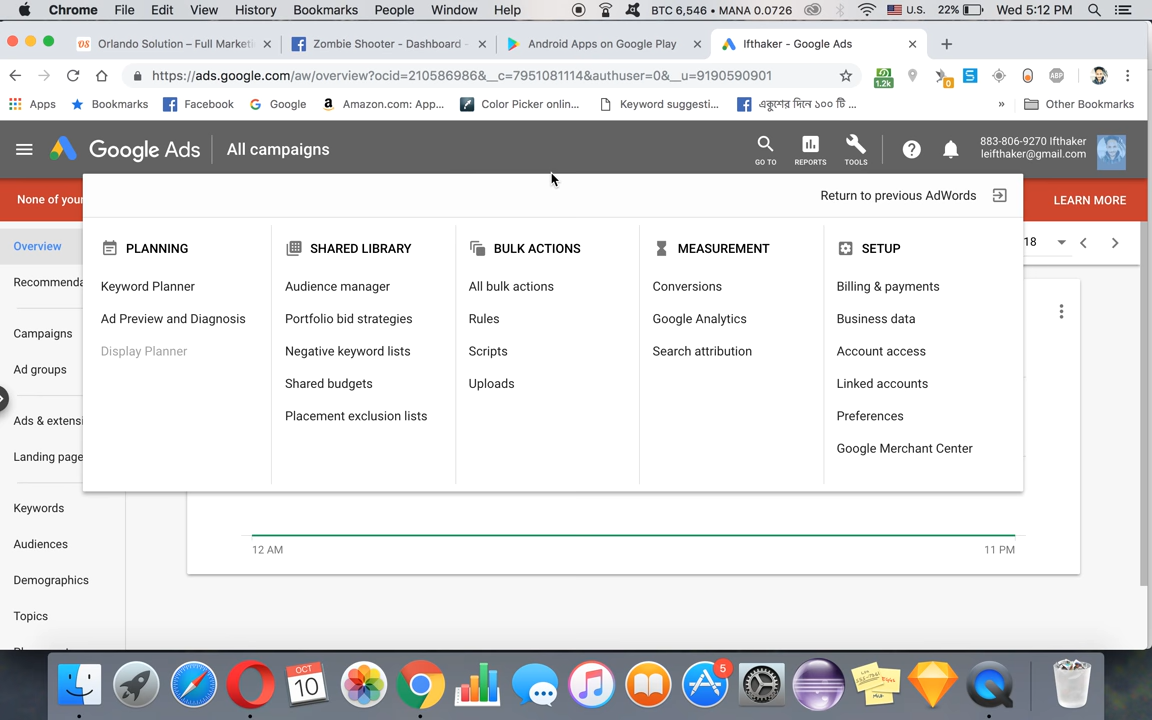 Chrome File Edit View History Bookmarks People Window Help BTC 6,546 • MANA 0.0726 U.S. 22% Wed 5:12 PM
Orlando Solution – Full Marketi Zombie Shooter - Dashboard - Android Apps on Google Play Ifthaker - Google Ads
https://ads.google.com/aw/overview?ocid=210586986&__c=7951081114&authuser=0&__u=9190590901 1.2k 0 ABP
Apps Bookmarks Facebook Google Amazon.com: App... Color Picker onlin... Keyword suggesti... একুশের দিনে ১০০ টি ... » Other Bookmarks
Google Ads All campaigns GO TO REPORTS TOOLS
883-806-9270 Ifthaker
leifthaker@gmail.com
None of your LEARN MORE
Return to previous AdWords
Overview
Recommenda
Campaigns
Ad groups
Ads & extensi
Landing page
Keywords
Audiences
Demographics
Topics
18
PLANNING
Keyword Planner
Ad Preview and Diagnosis
Display Planner
SHARED LIBRARY
Audience manager
Portfolio bid strategies
Negative keyword lists
Shared budgets
Placement exclusion lists
BULK ACTIONS
All bulk actions
Rules
Scripts
Uploads
MEASUREMENT
Conversions
Google Analytics
Search attribution
SETUP
Billing & payments
Business data
Account access
Linked accounts
Preferences
Google Merchant Center
12 AM 11 PM
OCT
10
5